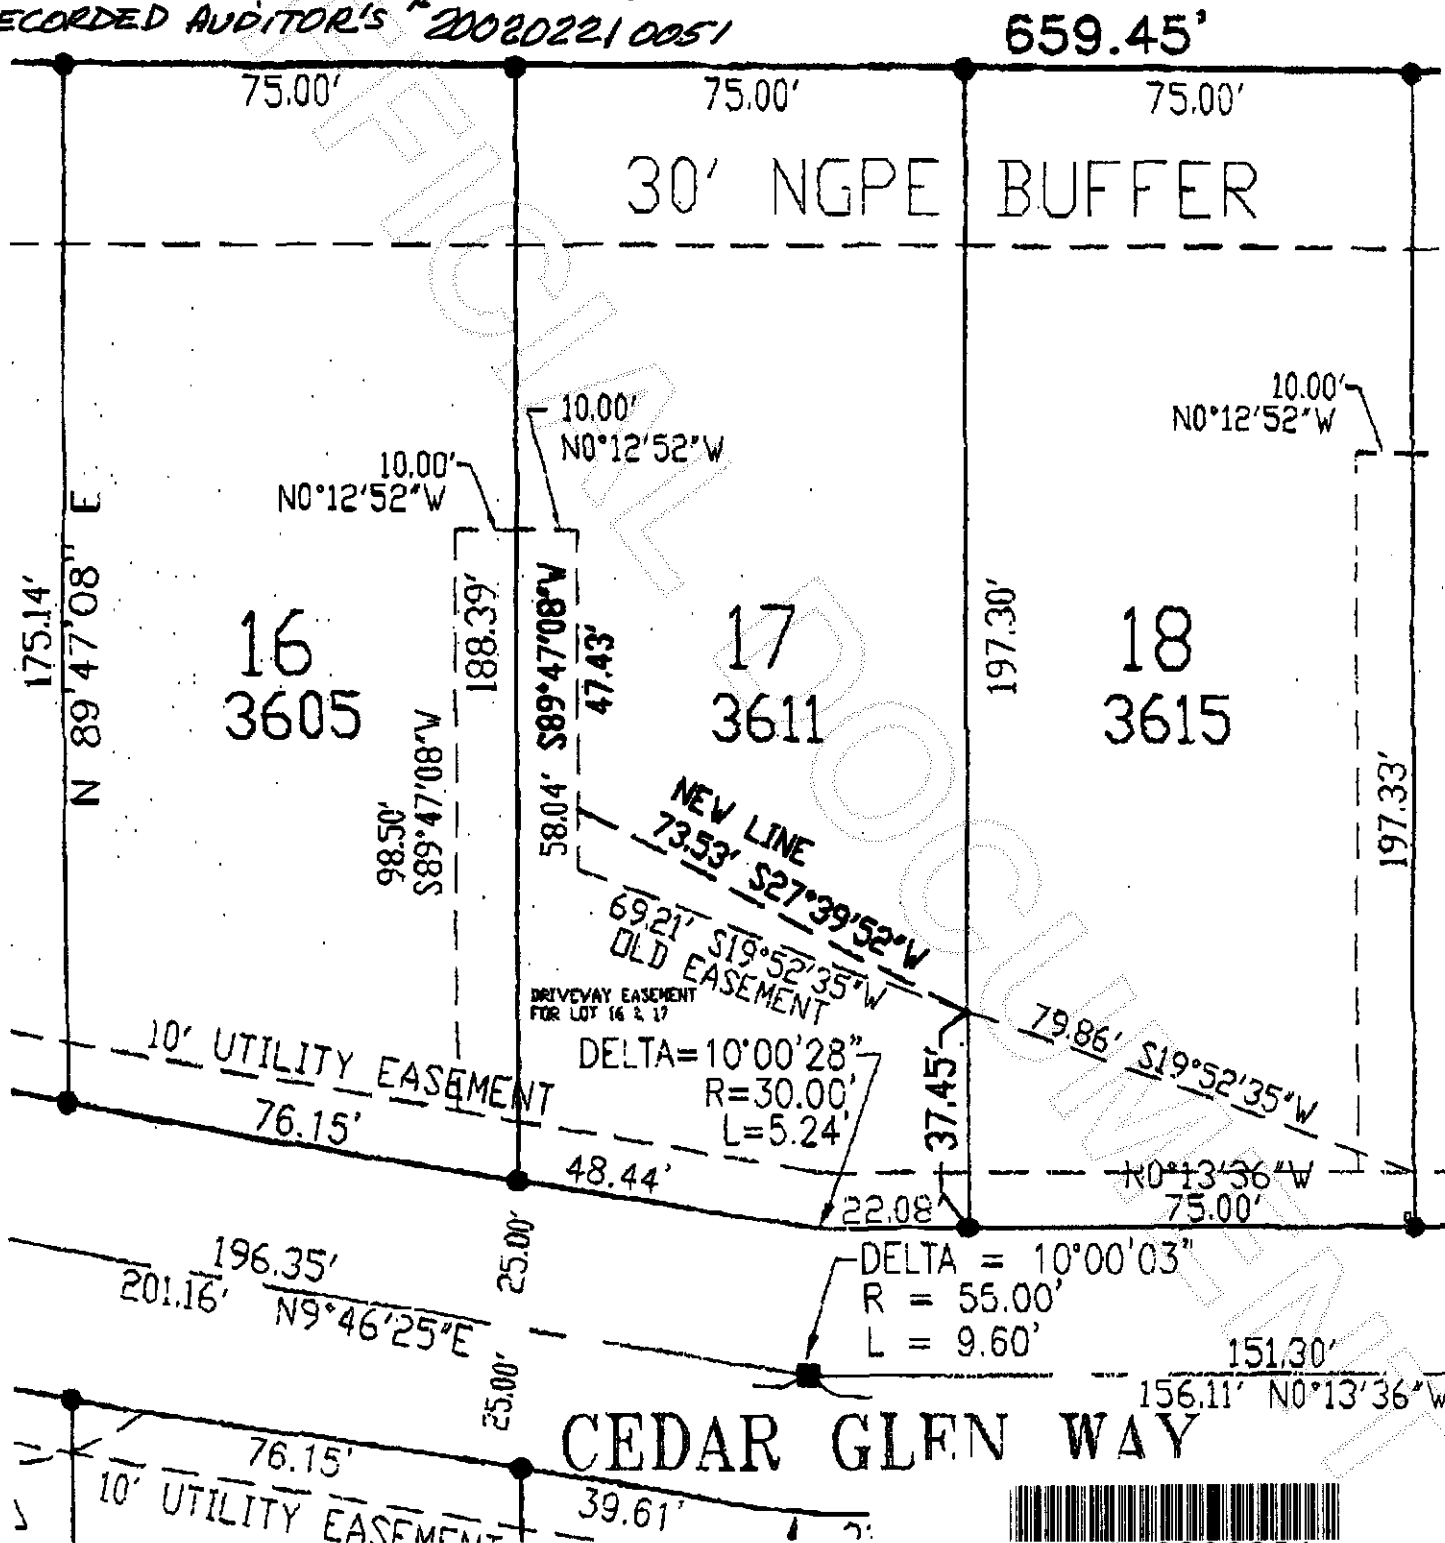 ECORDED AUDITOR'S # 200202210051
659.45'
75.00'
75.00'
75.00'
30' NGPE BUFFER
10.00'
N0°12'52"W
10.00'
N0°12'52"W
10.00'
N0°12'52"W
175.14'
N 89°47'08" E
16
3605
188.39'
98.50'
S89°47'08"W
S89°47'08"W
47.43'
58.04'
17
3611
197.30'
18
3615
197.33'
NEW LINE
73.53' S27°39'52"W
69.21' S19°52'35"W
OLD EASEMENT
DRIVEWAY EASEMENT
FOR LOT 16 & 17
79.86' S19°52'35"W
10' UTILITY EASEMENT
DELTA=10°00'28"
R=30.00'
L=5.24'
37.45'
76.15'
48.44'
22.08
N0°13'36"W
75.00'
DELTA = 10°00'03"
R = 55.00'
L = 9.60'
25.00'
196.35'
201.16' N9°46'25"E
25.00'
151.30'
156.11' N0°13'36"W
CEDAR GLEN WAY
76.15'
10' UTILITY EASEMENT
39.61'
FICIAL DOCUMENT